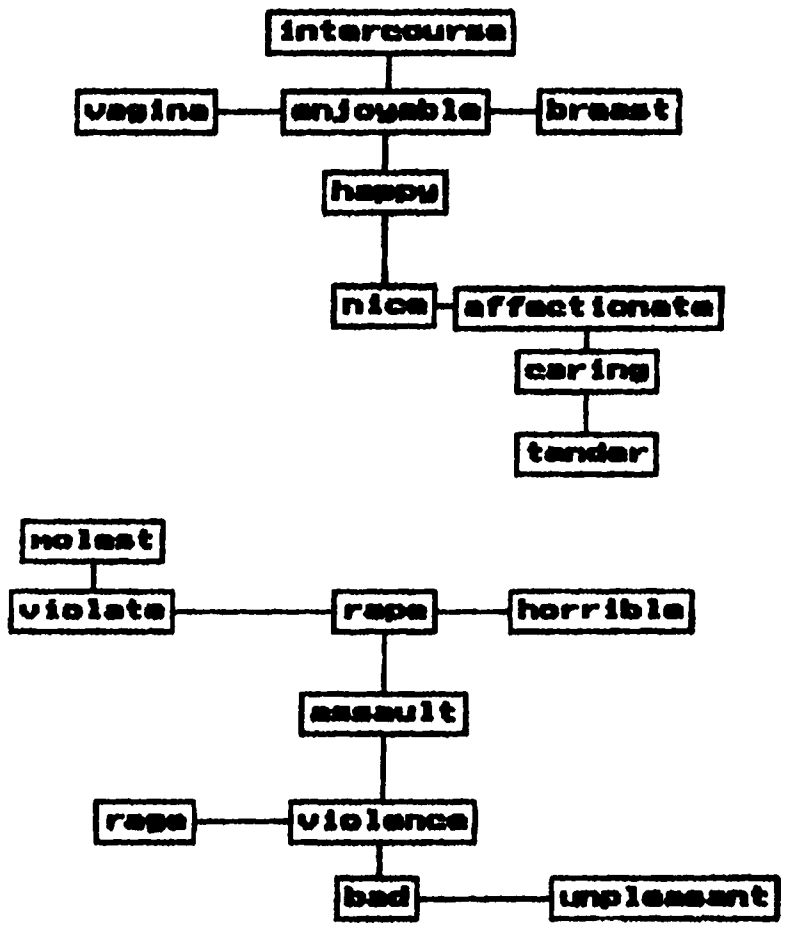 intercourse
vagina enjoyable breast
happy
nice affectionate
caring
tender
molest
violate rape horrible
assault
rage violence
bad unpleasant